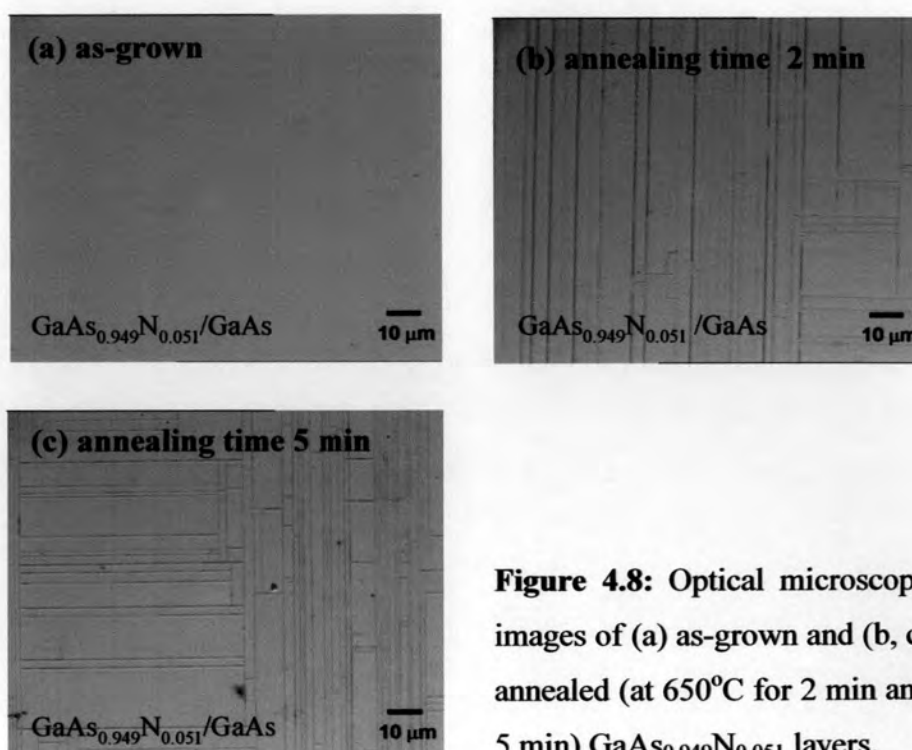 (a) as-grown
GaAs0.949N0.051/GaAs
10 μm
(b) annealing time 2 min
GaAs0.949N0.051 /GaAs
10 μm
(c) annealing time 5 min
GaAs0.949N0.051/GaAs
10 μm
Figure 4.8: Optical microscop
images of (a) as-grown and (b, c
annealed (at 650°C for 2 min an
5 min) GaAs0.949N0.051 layers